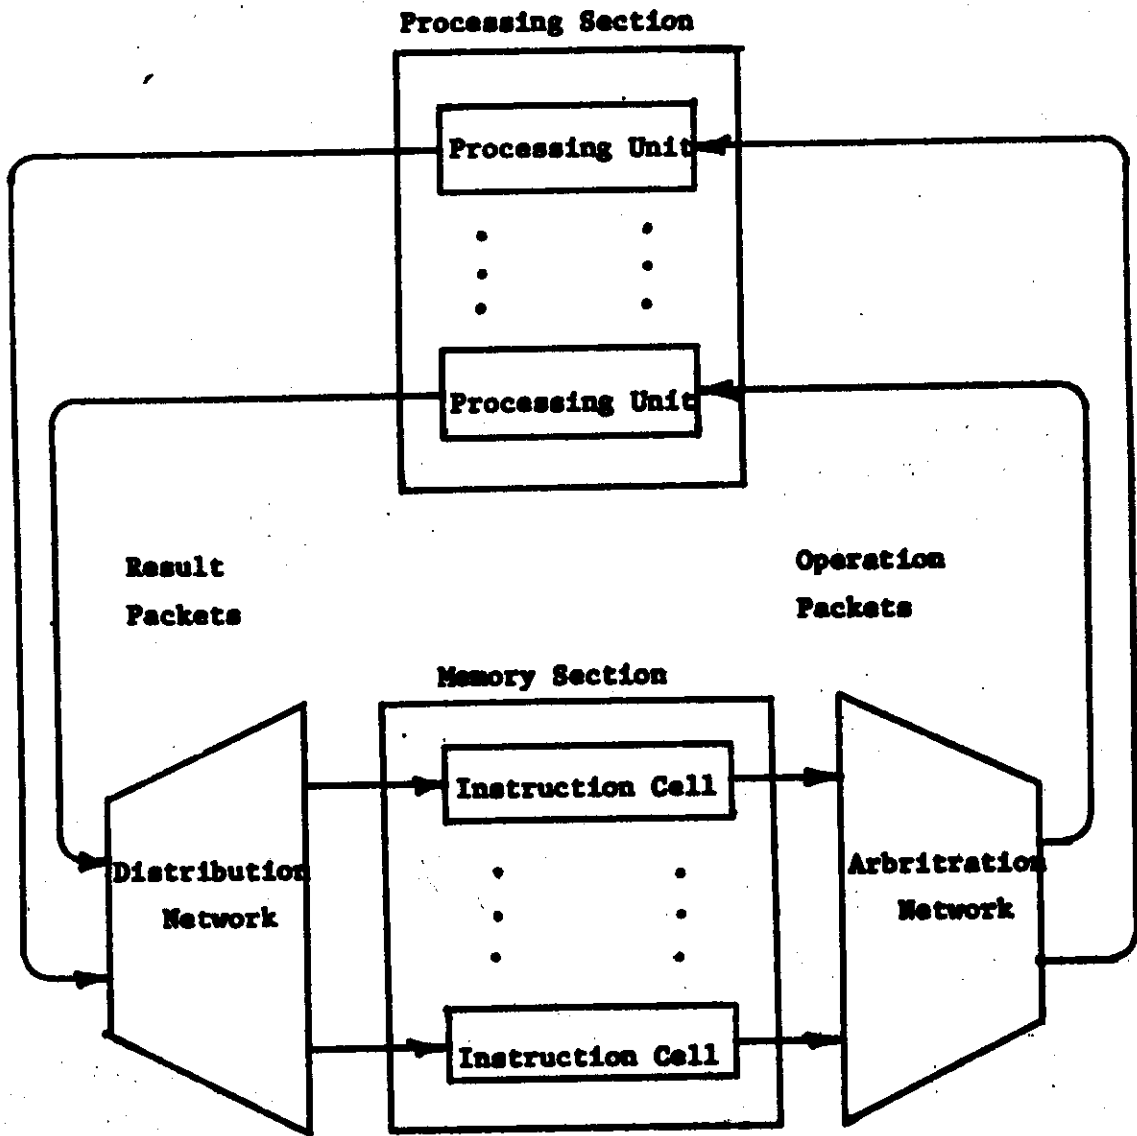 Processing Section
Processing Unit
Processing Unit
Result
Packets
Operation
Packets
Memory Section
Instruction Cell
Distribution
Network
Arbritration
Network
Instruction Cell